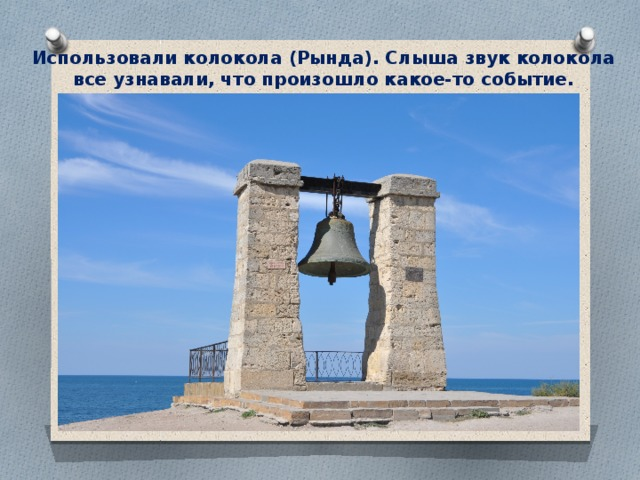 Использовали колокола (Рында). Слыша звук колокола
все узнавали, что произошло какое-то событие.